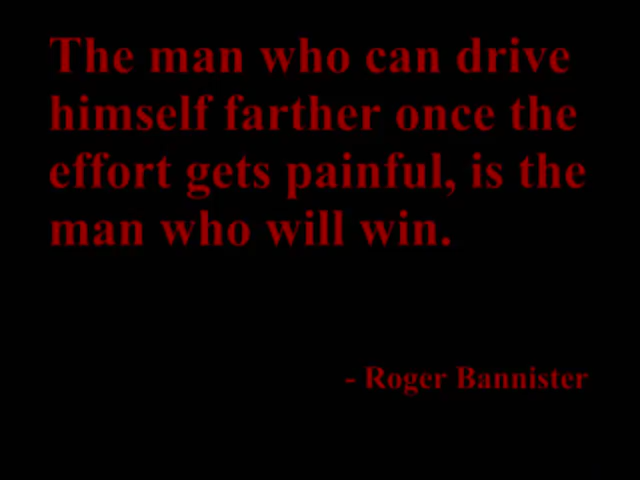 The man who can drive
himself farther once the
effort gets painful, is the
man who will win.
- Roger Bannister